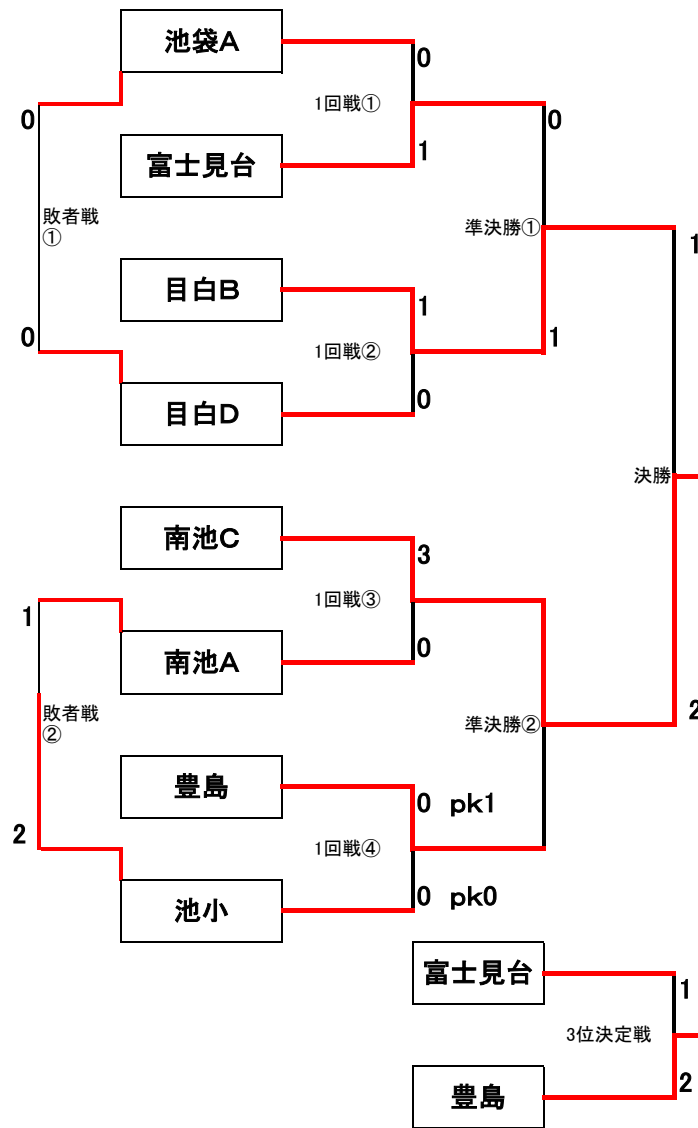 池袋A
0
1回戦①
0
0
富士見台
1
敗者戦
①
準決勝①
1
目白B
1
0
1回戦②
1
0
目白D
決勝
南池C
3
1回戦③
1
0
南池A
2
敗者戦
②
準決勝②
豊島
0 pk1
2
1回戦④
0 pk0
池小
富士見台
1
3位決定戦
2
豊島